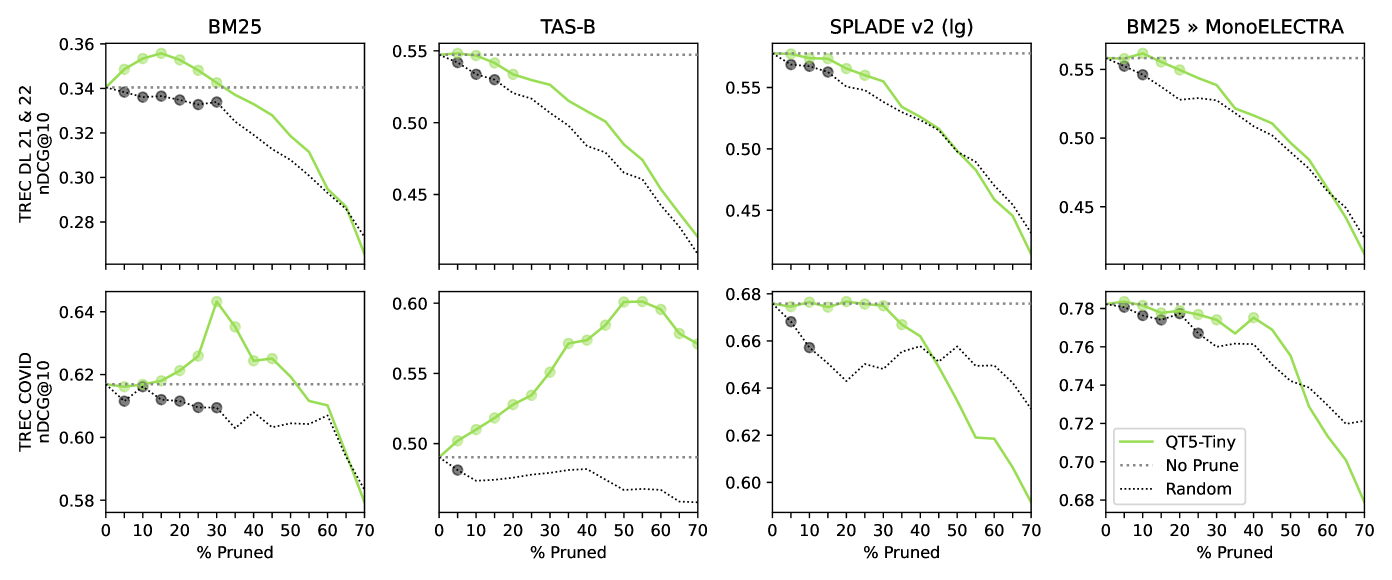 BM25
TAS-B
SPLADE v2 (lg)
BM25 » MonoELECTRA
TREC DL 21 & 22
nDCG@10
0.36
0.34
0.32
0.30
0.28
0.55
0.50
0.45
0.55
0.50
0.45
0.55
0.50
0.45
TREC COVID
nDCG@10
0.64
0.62
0.60
0.58
0.60
0.55
0.50
0.68
0.66
0.64
0.62
0.60
0.78
0.76
0.74
0.72
0.70
0.68
QT5-Tiny
No Prune
Random
0 10 20 30 40 50 60 70
0 10 20 30 40 50 60 70
0 10 20 30 40 50 60 70
0 10 20 30 40 50 60 70
% Pruned
% Pruned
% Pruned
% Pruned